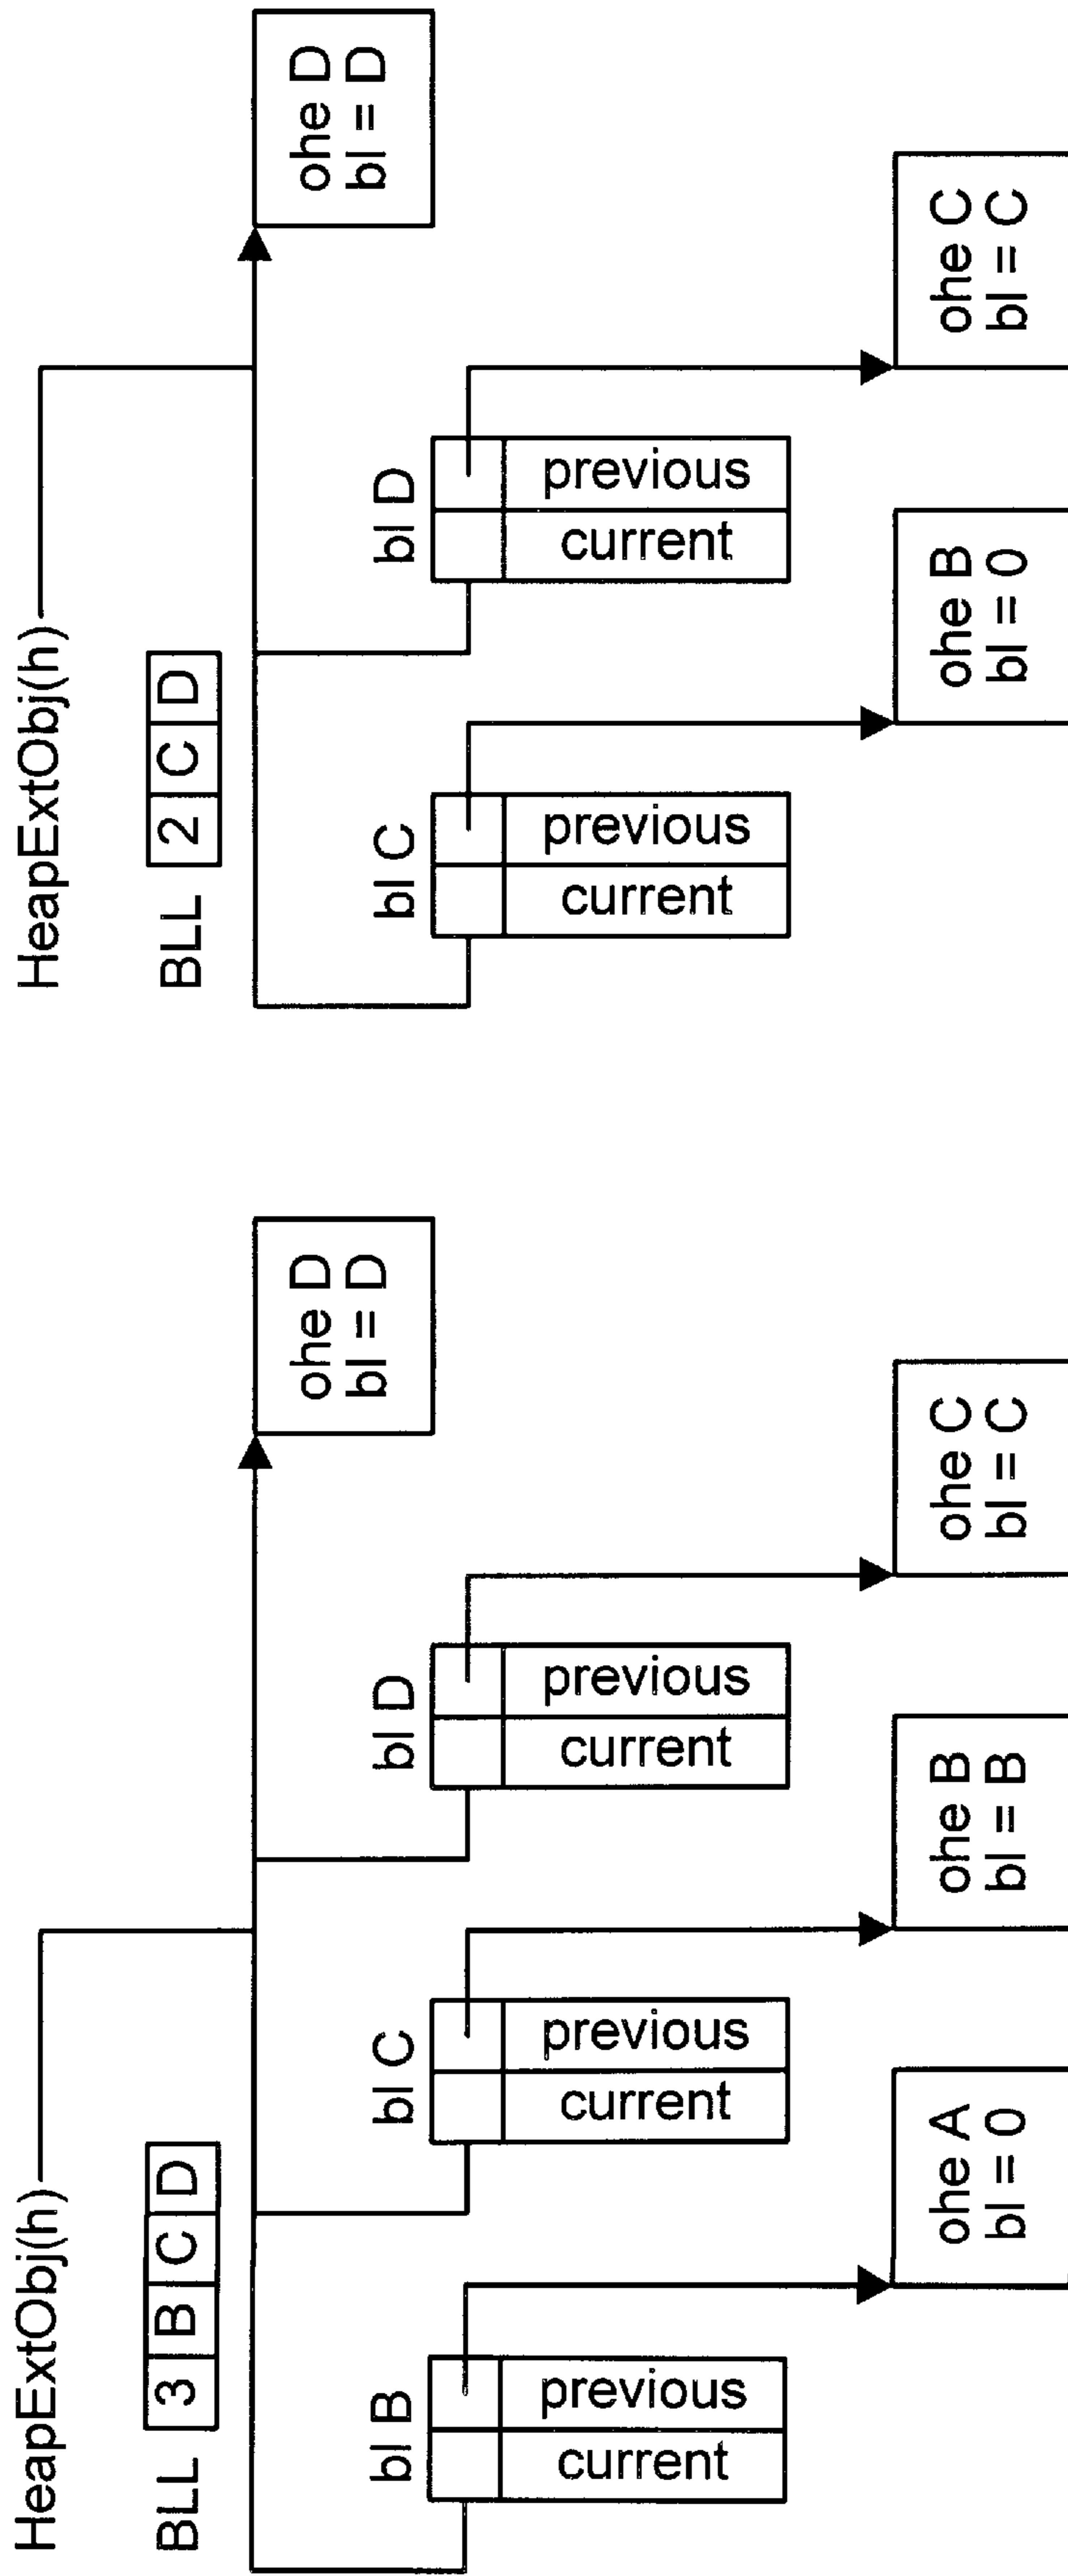 HeapExtObj(h)
BLL 3 B C D
ohe D
bl = D
bl B
current previous
bl C
current previous
bl D
current previous
ohe A
bl = 0
ohe B
bl = B
ohe C
bl = C
HeapExtObj(h)
BLL 2 C D
ohe D
bl = D
bl C
current previous
bl D
current previous
ohe B
bl = 0
ohe C
bl = C